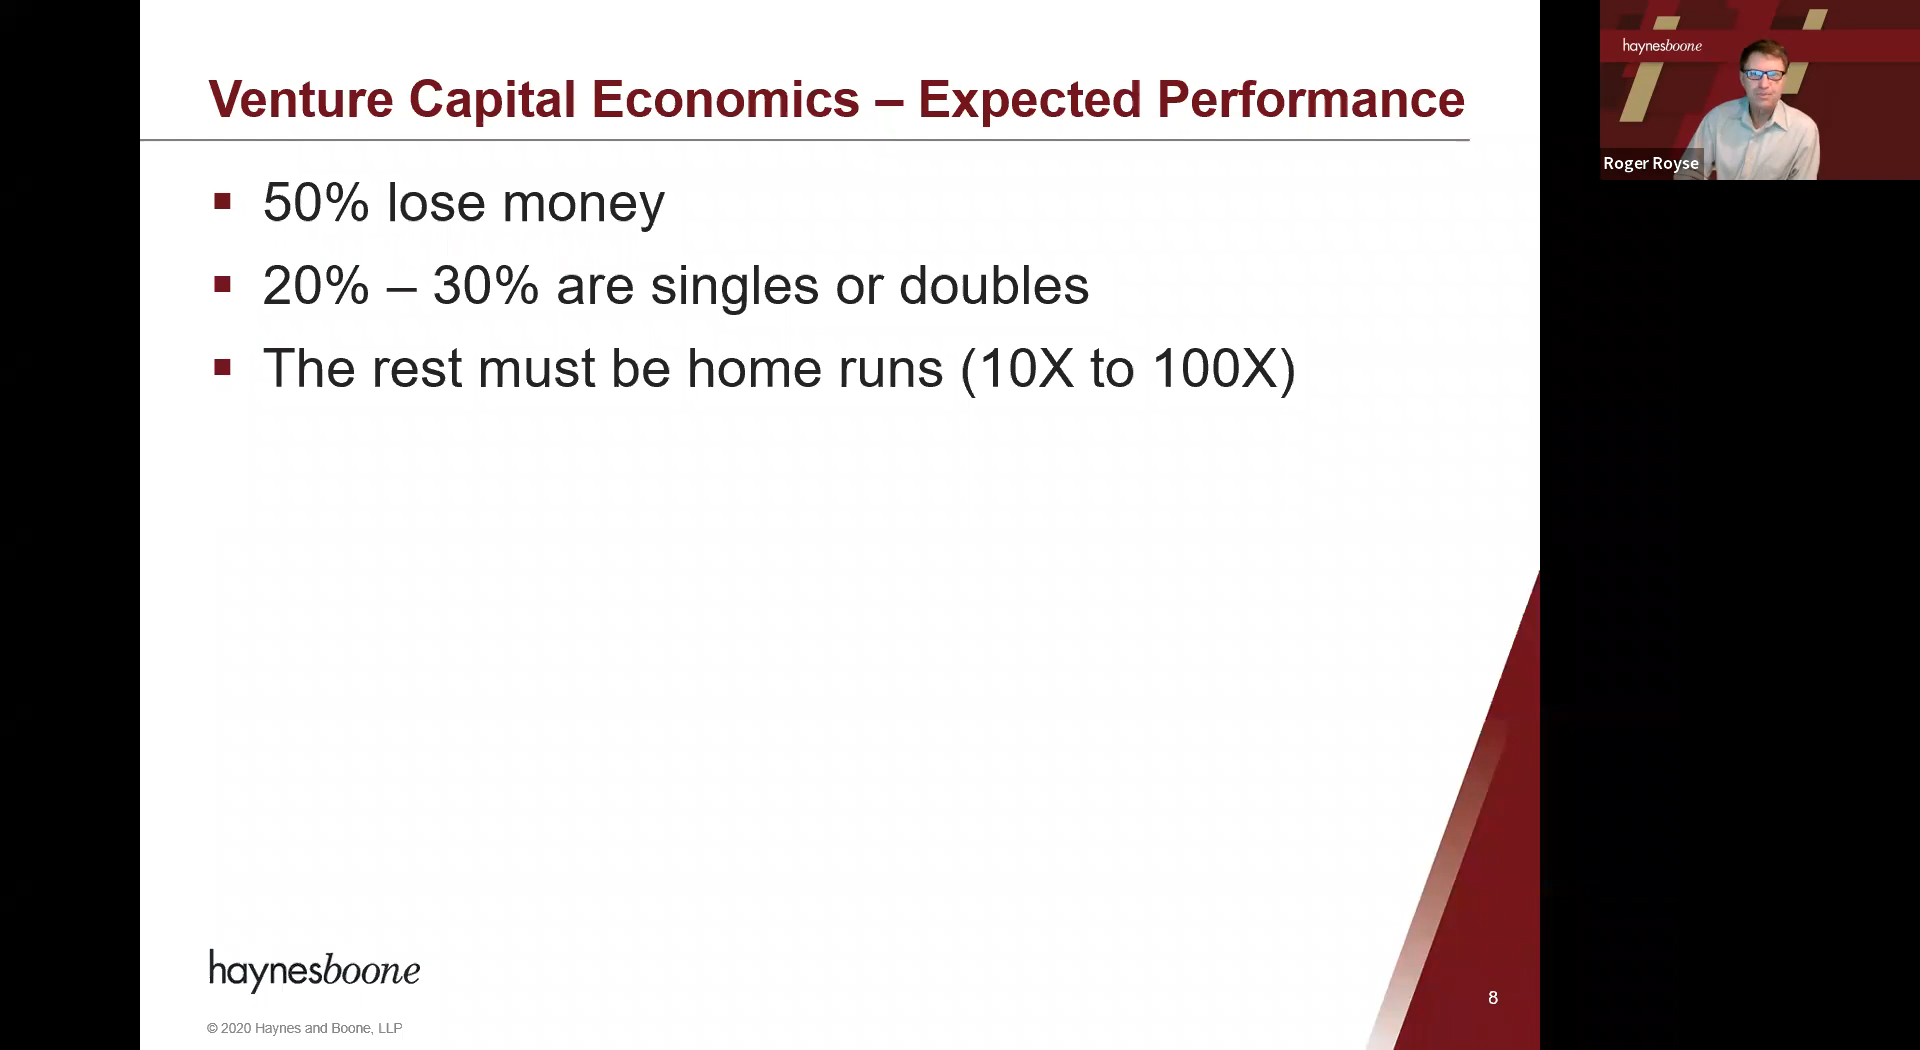 Venture Capital Economics – Expected Performance
50% lose money
20% – 30% are singles or doubles
The rest must be home runs (10X to 100X)
haynesboone
© 2020 Haynes and Boone, LLP
8
haynesboone
Roger Royse